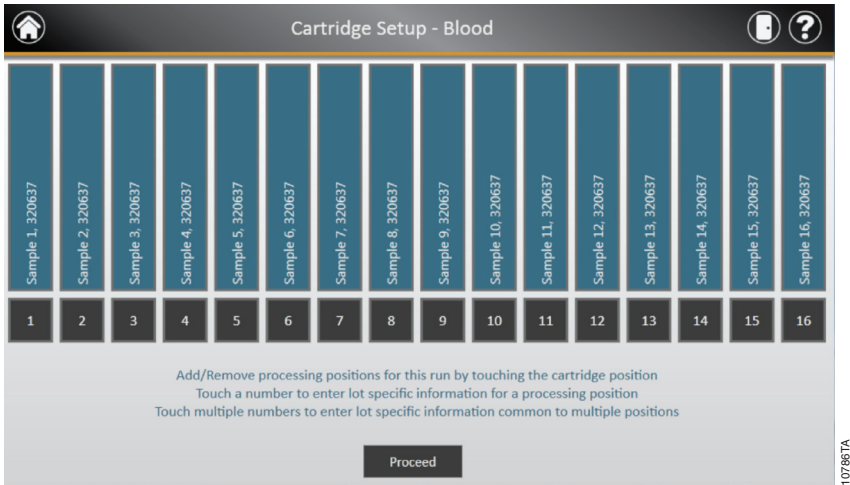 Cartridge Setup - Blood
?
Sample 1, 320637
Sample 2, 320637
Sample 3, 320637
Sample 4, 320637
Sample 5, 320637
Sample 6, 320637
Sample 7, 320637
Sample 8, 320637
Sample 9, 320637
Sample 10, 320637
Sample 11, 320637
Sample 12, 320637
Sample 13, 320637
Sample 14, 320637
Sample 15, 320637
Sample 16, 320637
1 2 3 4 5 6 7 8 9 10 11 12 13 14 15 16
Add/Remove processing positions for this run by touching the cartridge position
Touch a number to enter lot specific information for a processing position
Touch multiple numbers to enter lot specific information common to multiple positions
Proceed
10786TA